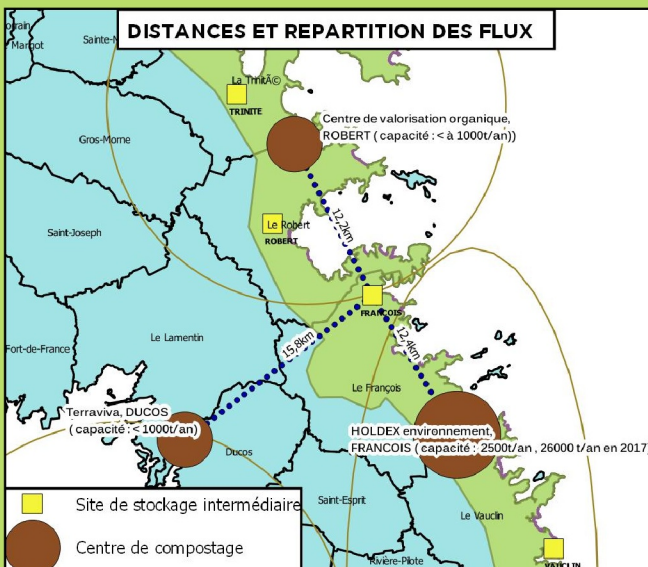 DISTANCES ET REPARTITION DES FLUX
Margot
La TrinitÃ©
TRINITE
Centre de valorisation organique,
ROBERT ( capacité : < à 1000t/an))
Gros-Morne
12,2km
Saint-Joseph
Le Robert
ROBERT
FRANCOIS
Le Lamentin
15,8km
12,4km
Fort-de-France
Le François
Terraviva, DUCOS
( capacité : < 1000t/an)
HOLDEX environnement,
FRANCOIS ( capacité : 2500t/an , 26000 t/an en 2017)
Ducos
Saint-Esprit
Le Vauclin
Site de stockage intermédiaire
Centre de compostage
Rivière-Pilote
VAUCLIN